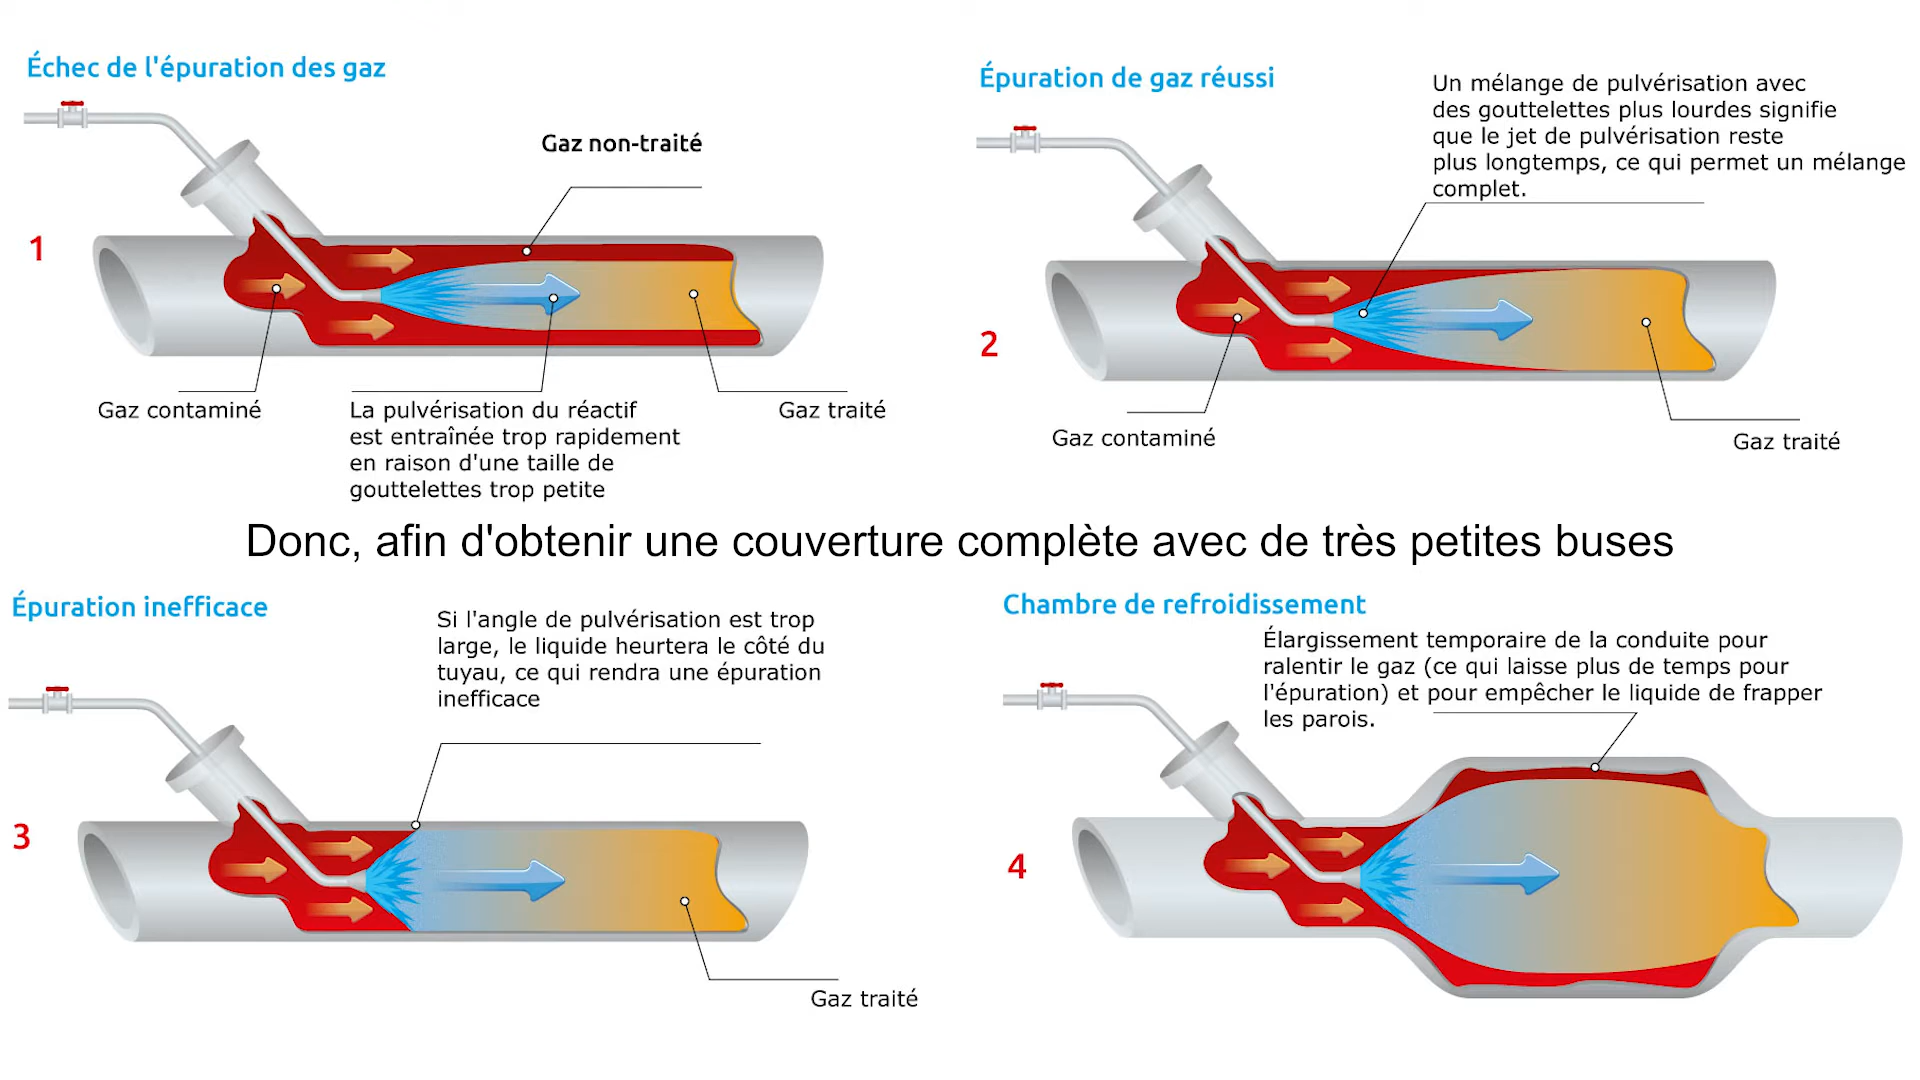 Échec de l'épuration des gaz
Gaz non-traité
1
Gaz contaminé
La pulvérisation du réactif
est entraînée trop rapidement
en raison d'une taille de
gouttelettes trop petite
Gaz traité
Épuration de gaz réussi
Un mélange de pulvérisation avec
des gouttelettes plus lourdes signifie
que le jet de pulvérisation reste
plus longtemps, ce qui permet un mélange
complet.
2
Gaz contaminé
Gaz traité
Donc, afin d'obtenir une couverture complète avec de très petites buses
Épuration inefficace
Si l'angle de pulvérisation est trop
large, le liquide heurtera le côté du
tuyau, ce qui rendra une épuration
inefficace
3
Gaz traité
Chambre de refroidissement
Élargissement temporaire de la conduite pour
ralentir le gaz (ce qui laisse plus de temps pour
l'épuration) et pour empêcher le liquide de frapper
les parois.
4